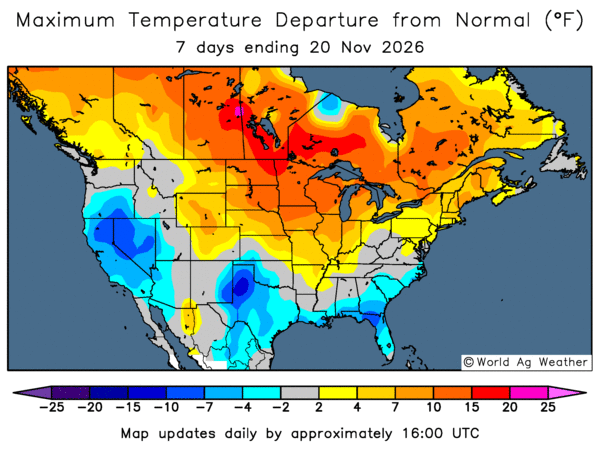 Maximum Temperature Departure from Normal (°F)
7 days ending 20 Nov 2026
© World Ag Weather
−25 −20 −15 −10 −7 −4 −2 2 4 7 10 15 20 25
Map updates daily by approximately 16:00 UTC